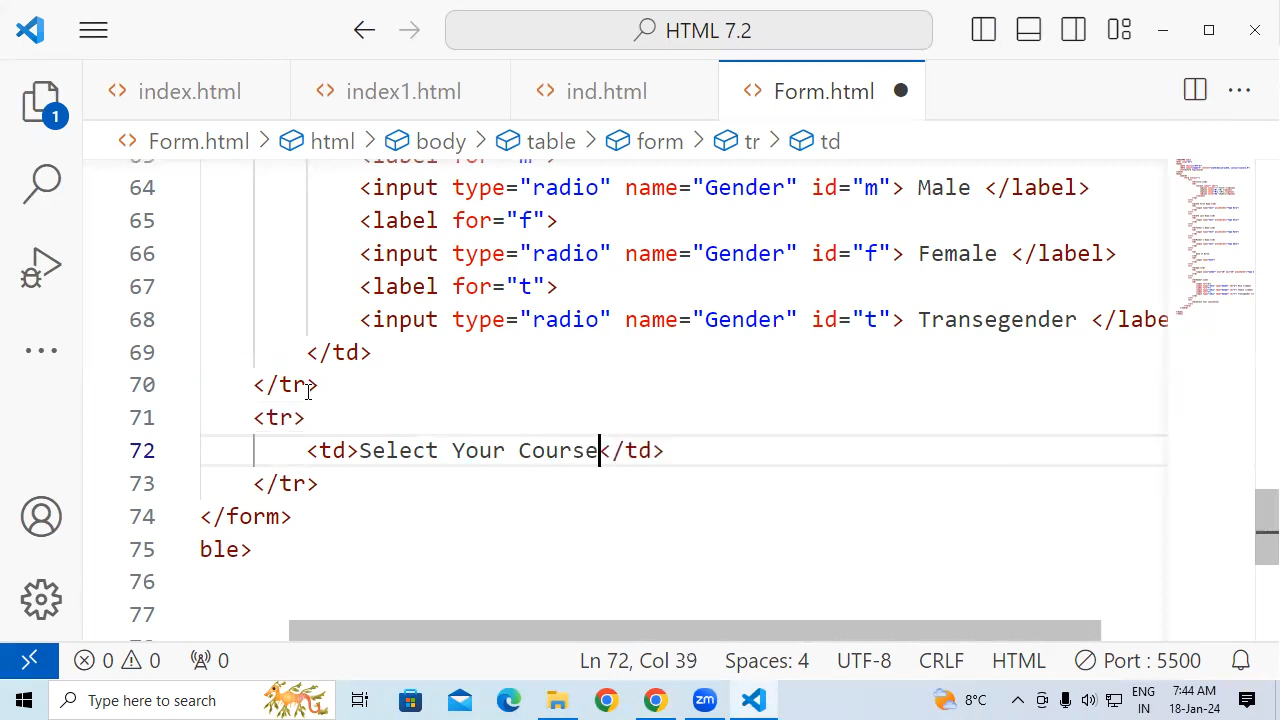 HTML 7.2
index.html index1.html ind.html Form.html
Form.html > html > body > table > form > tr > td
64 <input type="radio" name="Gender" id="m"> Male </label>
65 <label for="f">
66 <input type="radio" name="Gender" id="f"> Female </label>
67 <label for="t">
68 <input type="radio" name="Gender" id="t"> Transegender </labe
69 </td>
70 </tr>
71 <tr>
72 <td>Select Your Course</td>
73 </tr>
74 </form>
75 ble>
76
77
1
0 0 0 Ln 72, Col 39 Spaces: 4 UTF-8 CRLF HTML Port : 5500
Type here to search zm 8°C ENG IN 7:44 AM 18-Jan-24